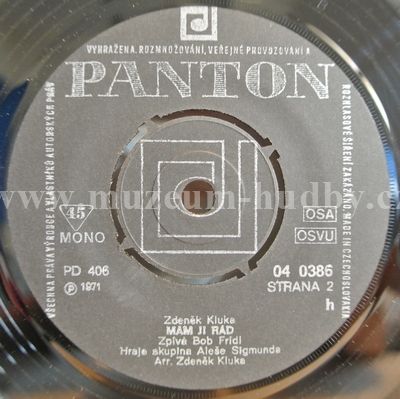 VYHRAŽENA. ROZMNOŽOVÁNÍ, VEŘEJNÉ PROVOZOVÁNÍ A
PANTON
VŠECHNA PRÁVA VÝROBCE A VLASTNÍKŮ AUTORSKÝCH PRÁV
ROZHLASOVÉ ŠÍŘENÍ ZAKÁZÁNO. MADE IN CZECHOSLOVAKIA
www.muzeum-hudby.c
45
MONO
OSA
OSVU
PD 406
04 0386
℗ 1971
STRANA 2
h
Zdeněk Kluka
MÁM JI RÁD
Zpívá Bob Frídl
Hraje skupina Aleše Sigmunda
Arr. Zdeněk Kluka